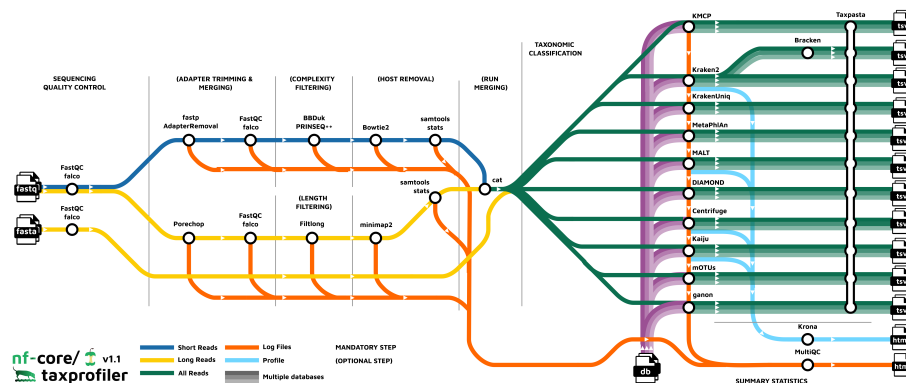 SEQUENCING
QUALITY CONTROL
(ADAPTER TRIMMING &
MERGING)
(COMPLEXITY
FILTERING)
(HOST REMOVAL)
(RUN
MERGING)
TAXONOMIC
CLASSIFICATION
fastq
FastQC
falco
fastp
AdapterRemoval
FastQC
falco
BBDuk
PRINSEQ++
Bowtie2
samtools
stats
fasta
FastQC
falco
Porechop
FastQC
falco
(LENGTH
FILTERING)
Filtlong
minimap2
samtools
stats
cat
KMCP
Kraken2
KrakenUniq
MetaPhlAn
MALT
DIAMOND
Centrifuge
Kaiju
mOTUs
ganon
Bracken
Taxpasta
Krona
MultiQC
SUMMARY STATISTICS
db
tsv
tsv
tsv
tsv
tsv
tsv
tsv
tsv
tsv
tsv
tsv
htm
htm
nf-core/
v1.1
taxprofiler
Short Reads
Long Reads
All Reads
Log Files
Profile
Multiple databases
MANDATORY STEP
(OPTIONAL STEP)